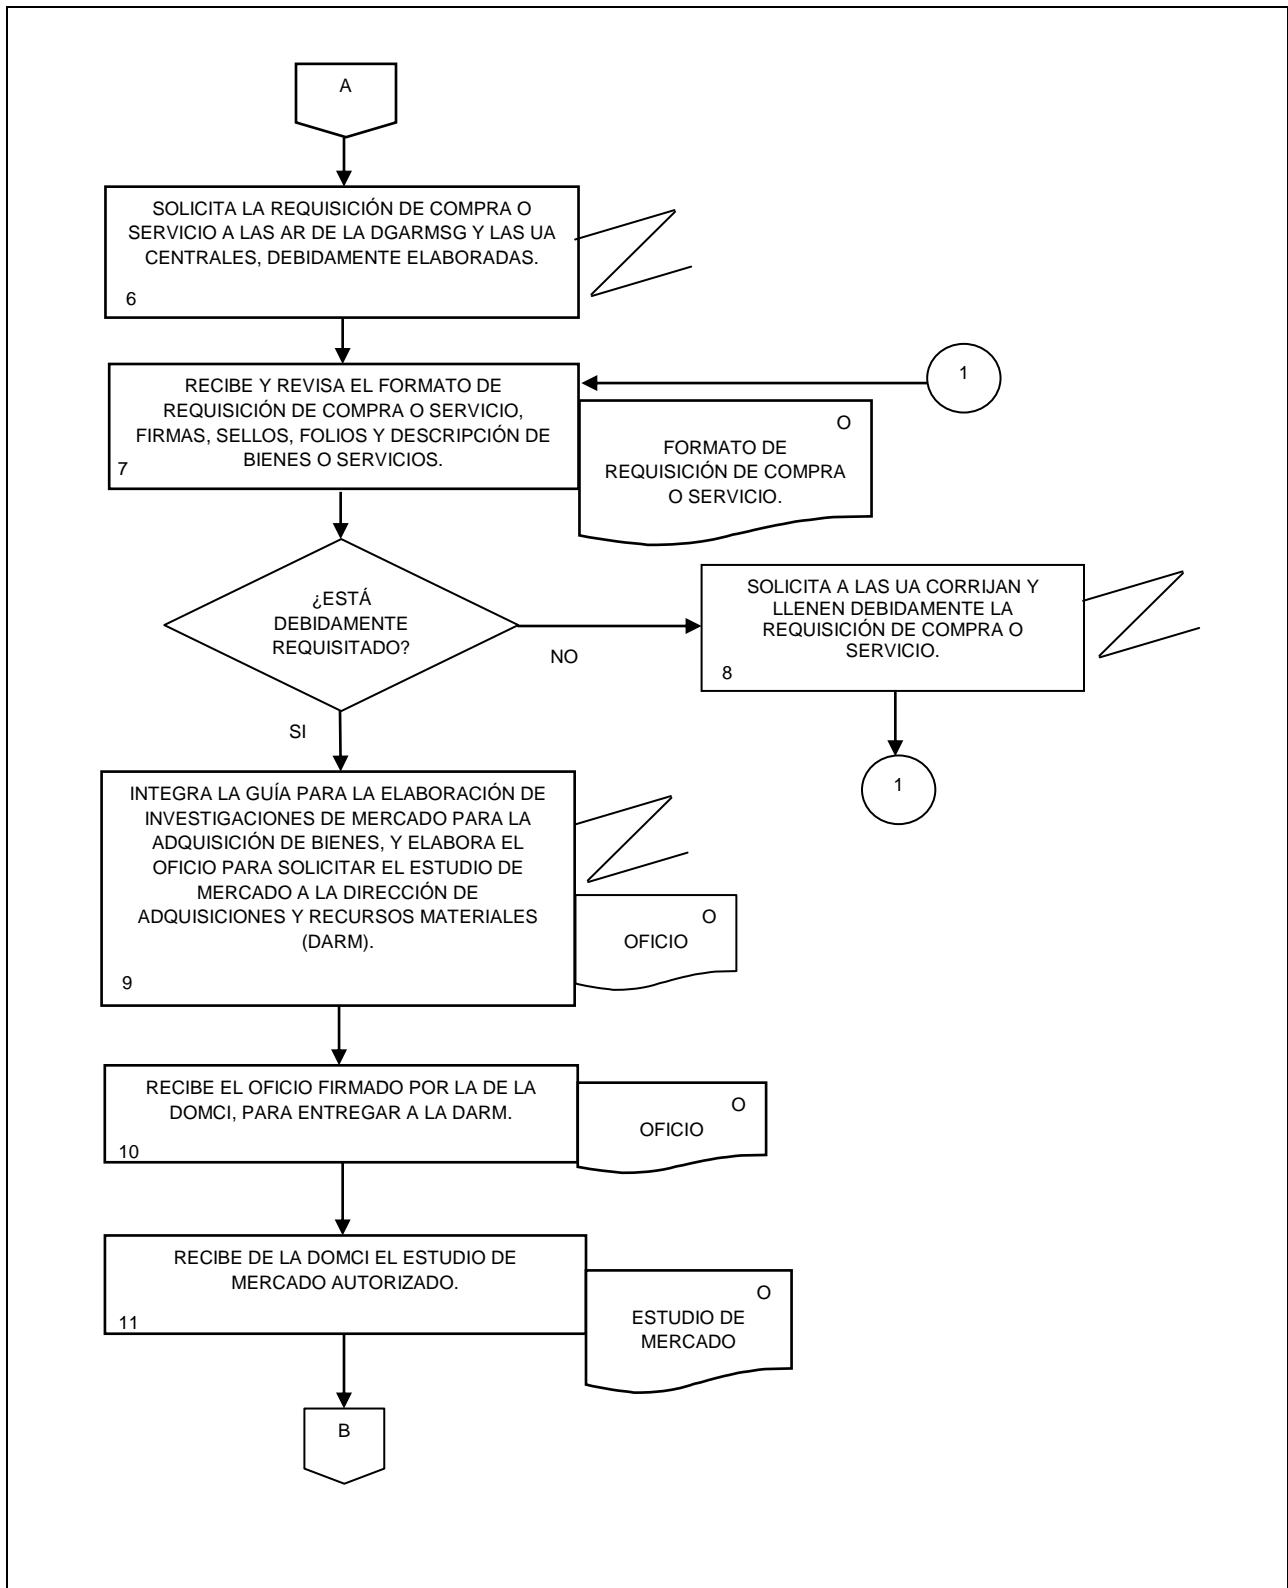 A
SOLICITA LA REQUISICIÓN DE COMPRA O
SERVICIO A LAS AR DE LA DGARMSG Y LAS UA
CENTRALES, DEBIDAMENTE ELABORADAS.
6
RECIBE Y REVISA EL FORMATO DE
REQUISICIÓN DE COMPRA O SERVICIO,
FIRMAS, SELLOS, FOLIOS Y DESCRIPCIÓN DE
BIENES O SERVICIOS.
7
1
O
FORMATO DE
REQUISICIÓN DE COMPRA
O SERVICIO.
¿ESTÁ
DEBIDAMENTE
REQUISITADO?
NO
SOLICITA A LAS UA CORRIJAN Y
LLENEN DEBIDAMENTE LA
REQUISICIÓN DE COMPRA O
SERVICIO.
8
1
SI
INTEGRA LA GUÍA PARA LA ELABORACIÓN DE
INVESTIGACIONES DE MERCADO PARA LA
ADQUISICIÓN DE BIENES, Y ELABORA EL
OFICIO PARA SOLICITAR EL ESTUDIO DE
MERCADO A LA DIRECCIÓN DE
ADQUISICIONES Y RECURSOS MATERIALES
(DARM).
9
O
OFICIO
RECIBE EL OFICIO FIRMADO POR LA DE LA
DOMCI, PARA ENTREGAR A LA DARM.
10
O
OFICIO
RECIBE DE LA DOMCI EL ESTUDIO DE
MERCADO AUTORIZADO.
11
O
ESTUDIO DE
MERCADO
B